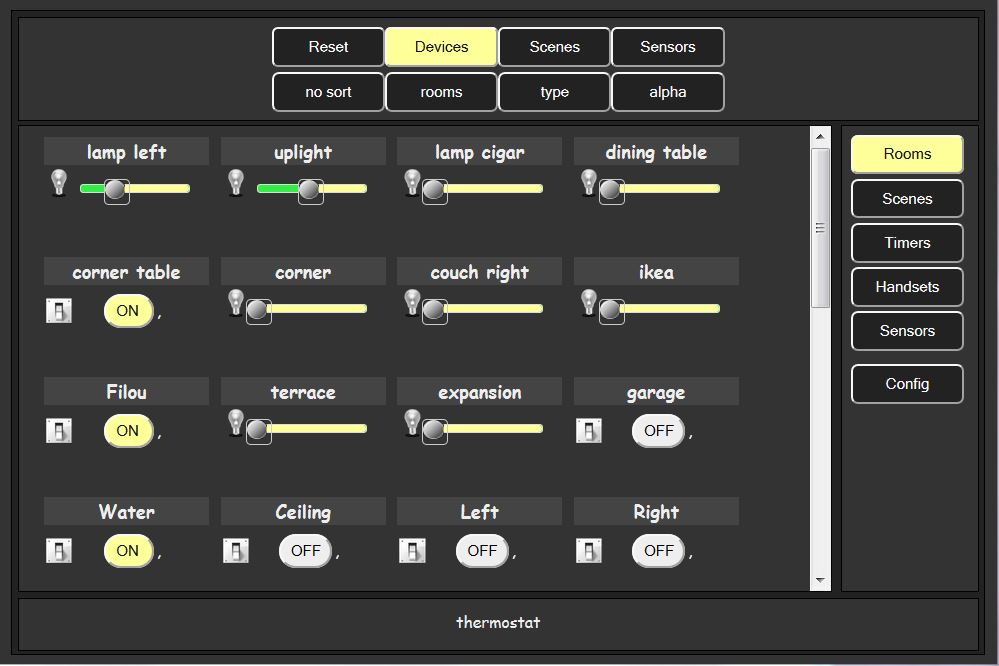 Reset Devices Scenes Sensors
no sort rooms type alpha
lamp left uplight lamp cigar dining table
corner table corner couch right ikea
ON ,
Filou terrace expansion garage
ON , OFF ,
Water Ceiling Left Right
ON , OFF , OFF , OFF ,
Rooms
Scenes
Timers
Handsets
Sensors
Config
thermostat